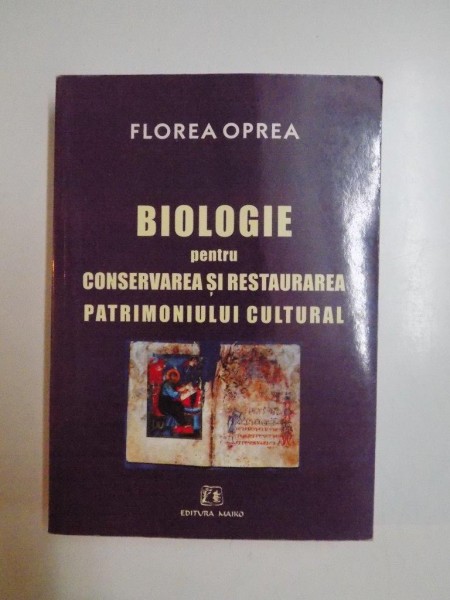 FLOREA OPREA
BIOLOGIE
pentru
CONSERVAREA ȘI RESTAURAREA
PATRIMONIULUI CULTURAL
EDITURA MAIKO